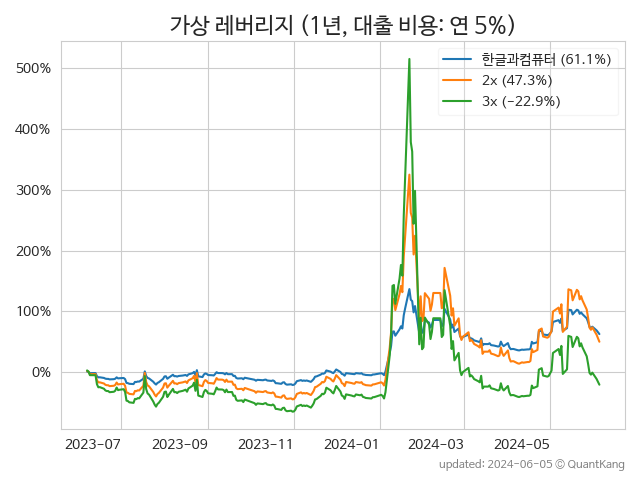 가상 레버리지 (1년, 대출 비용: 연 5%)
한글과컴퓨터 (61.1%)
2x (47.3%)
3x (−22.9%)
500%
400%
300%
200%
100%
0%
2023-07 2023-09 2023-11 2024-01 2024-03 2024-05
updated: 2024-06-05 © QuantKang